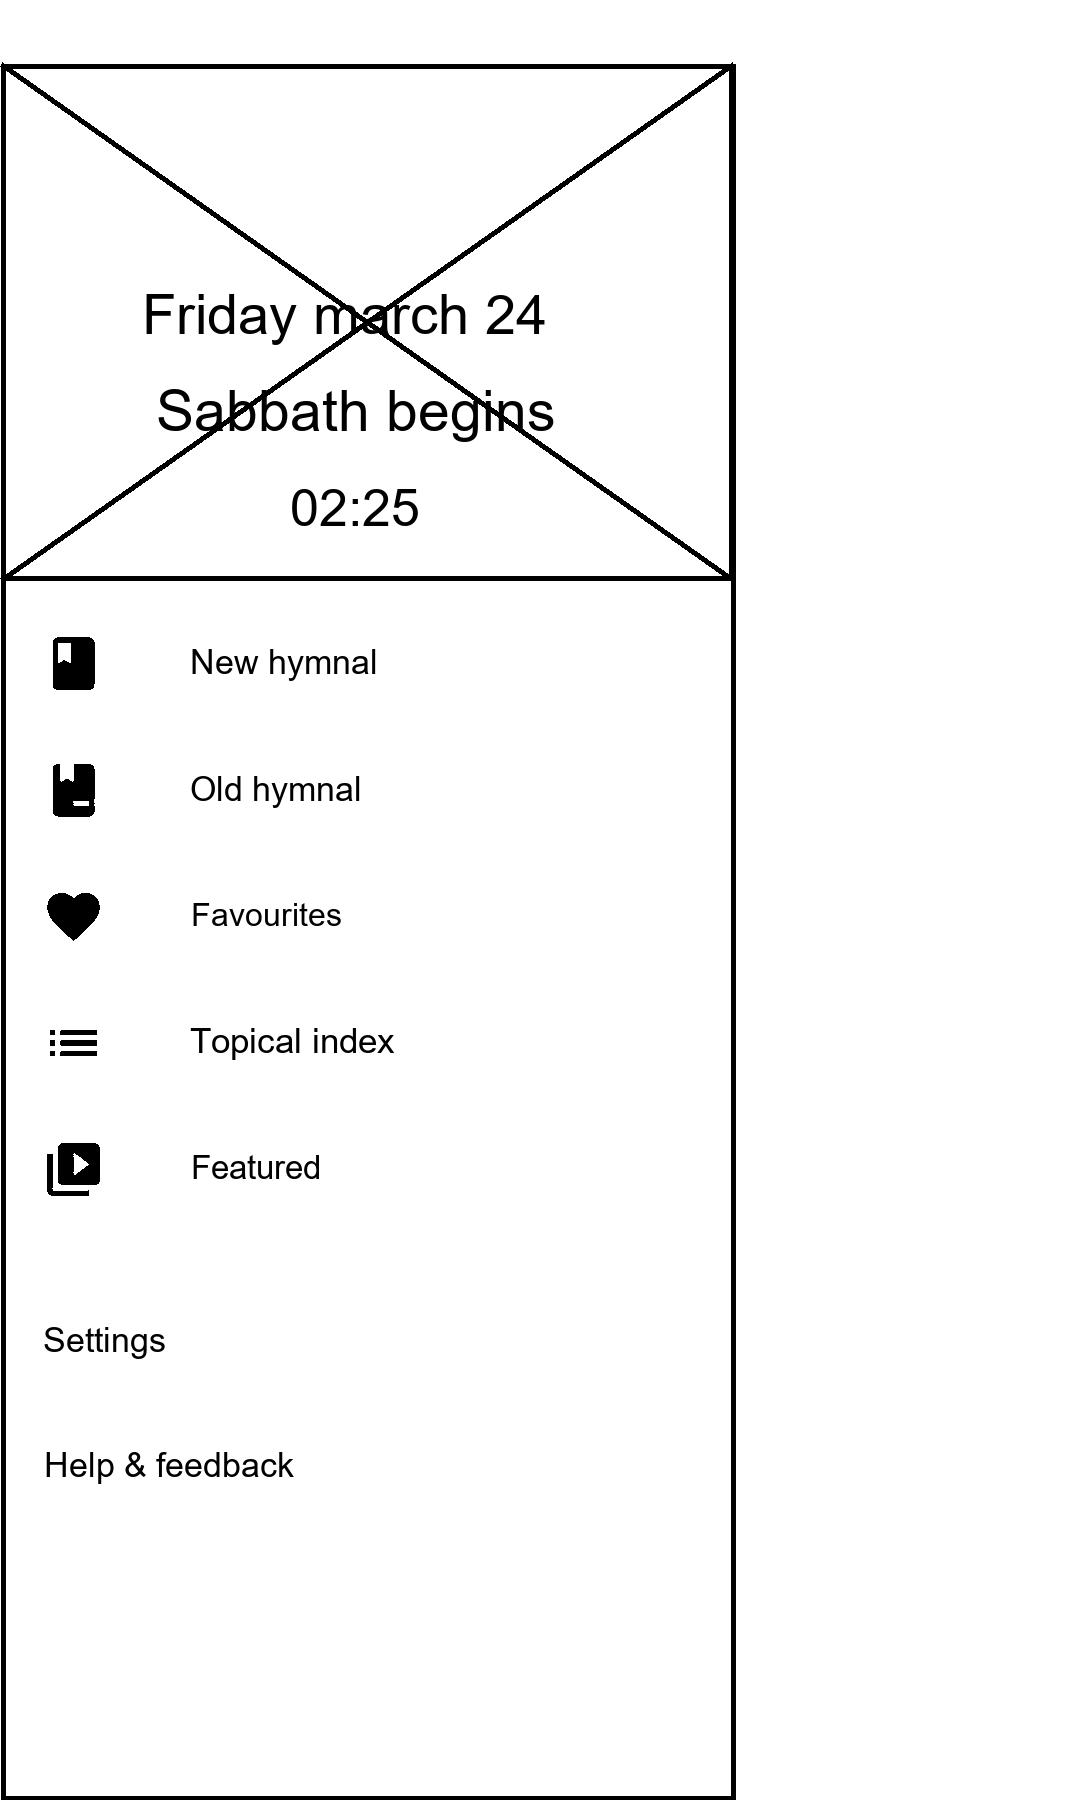 Friday march 24
Sabbath begins
02:25
New hymnal
Old hymnal
Favourites
Topical index
Featured
Settings
Help & feedback